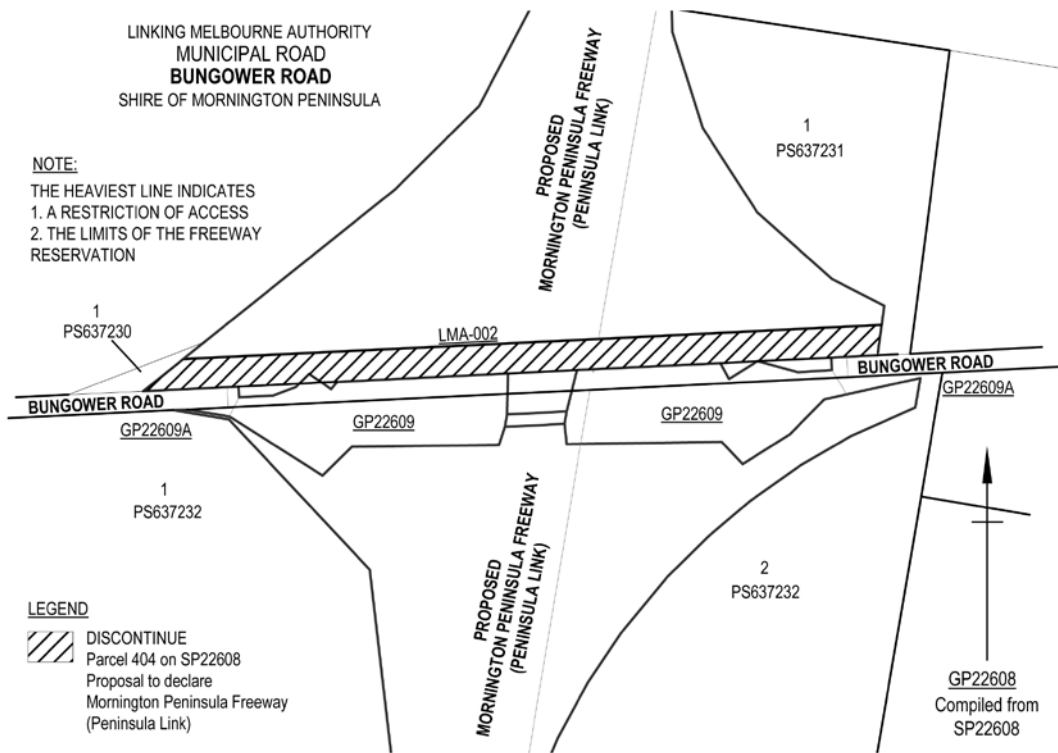 LINKING MELBOURNE AUTHORITY
MUNICIPAL ROAD
BUNGOWER ROAD
SHIRE OF MORNINGTON PENINSULA
NOTE:
THE HEAVIEST LINE INDICATES
1. A RESTRICTION OF ACCESS
2. THE LIMITS OF THE FREEWAY
RESERVATION
PROPOSED
MORNINGTON PENINSULA FREEWAY
(PENINSULA LINK)
1
PS637231
1
PS637230
LMA-002
BUNGOWER ROAD
BUNGOWER ROAD
GP22609A
GP22609
GP22609
GP22609A
1
PS637232
PROPOSED
MORNINGTON PENINSULA FREEWAY
(PENINSULA LINK)
2
PS637232
LEGEND
DISCONTINUE
Parcel 404 on SP22608
Proposal to declare
Mornington Peninsula Freeway
(Peninsula Link)
GP22608
Compiled from
SP22608